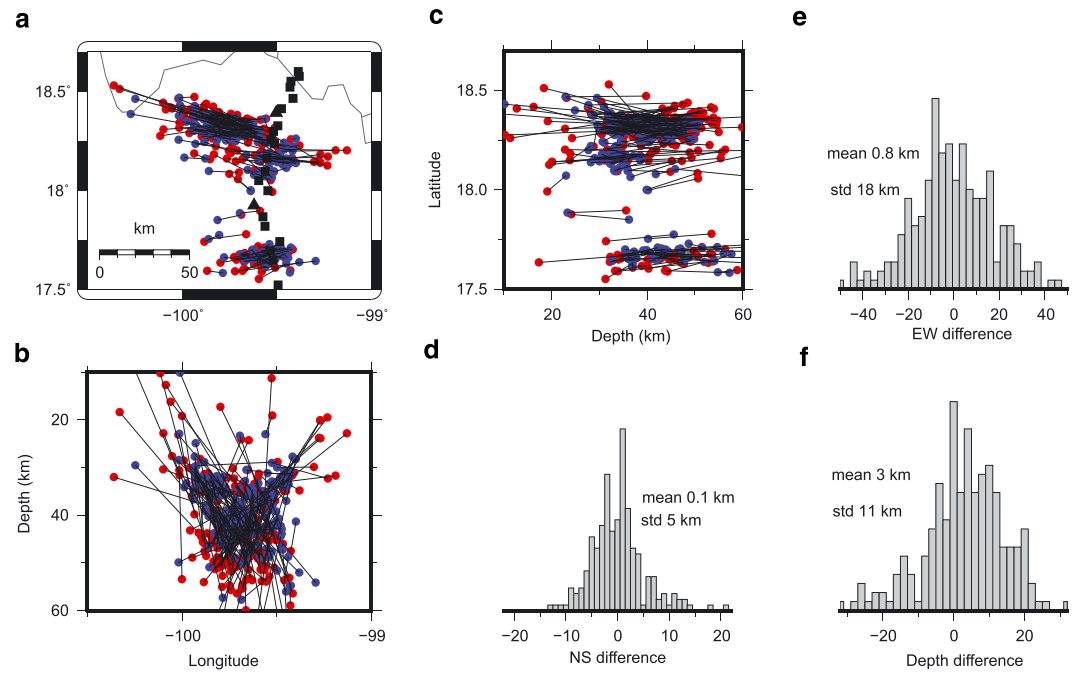 a
18.5°
18°
17.5°
km
0 50
−100° −99°
b
Depth (km)
20
40
60
−100 −99
Longitude
c
Latitude
18.5
18.0
17.5
20 40 60
Depth (km)
d
mean 0.1 km
std 5 km
−20 −10 0 10 20
NS difference
e
mean 0.8 km
std 18 km
−40 −20 0 20 40
EW difference
f
mean 3 km
std 11 km
−20 0 20
Depth difference